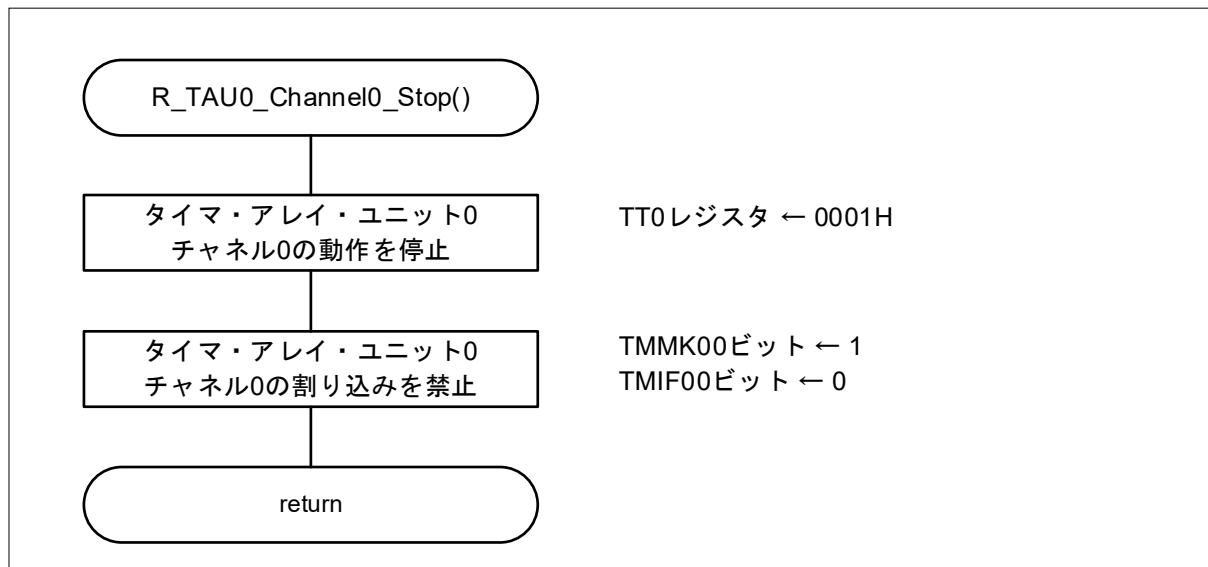 R_TAU0_Channel0_Stop()
タイマ・アレイ・ユニット0
チャネル0の動作を停止
TT0レジスタ ← 0001H
タイマ・アレイ・ユニット0
チャネル0の割り込みを禁止
TMMK00ビット ← 1
TMIF00ビット ← 0
return